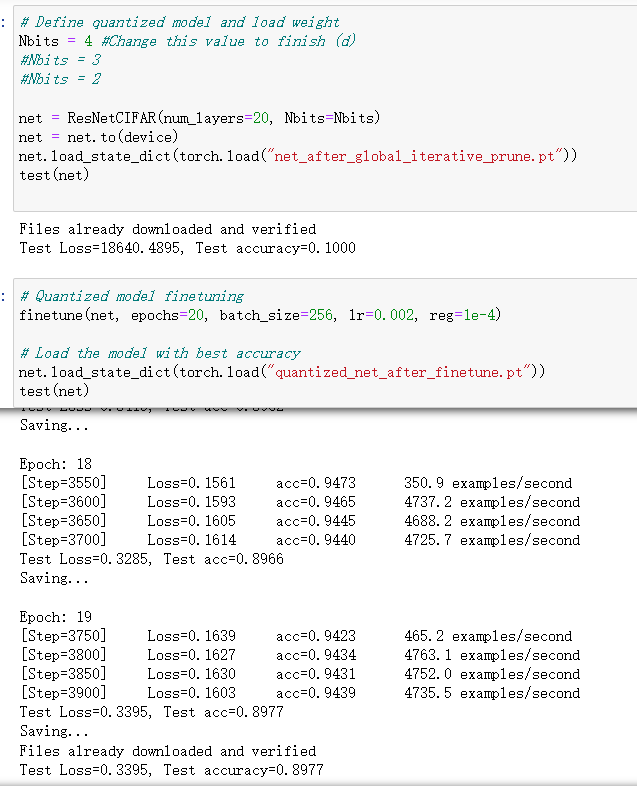 : # Define quantized model and load weight
Nbits = 4 #Change this value to finish (d)
#Nbits = 3
#Nbits = 2
net = ResNetCIFAR(num_layers=20, Nbits=Nbits)
net = net.to(device)
net.load_state_dict(torch.load("net_after_global_iterative_prune.pt"))
test(net)
Files already downloaded and verified
Test Loss=18640.4895, Test accuracy=0.1000
: # Quantized model finetuning
finetune(net, epochs=20, batch_size=256, lr=0.002, reg=1e-4)
# Load the model with best accuracy
net.load_state_dict(torch.load("quantized_net_after_finetune.pt"))
test(net)
Saving...
Epoch: 18
[Step=3550] Loss=0.1561 acc=0.9473 350.9 examples/second
[Step=3600] Loss=0.1593 acc=0.9465 4737.2 examples/second
[Step=3650] Loss=0.1605 acc=0.9445 4688.2 examples/second
[Step=3700] Loss=0.1614 acc=0.9440 4725.7 examples/second
Test Loss=0.3285, Test acc=0.8966
Saving...
Epoch: 19
[Step=3750] Loss=0.1639 acc=0.9423 465.2 examples/second
[Step=3800] Loss=0.1627 acc=0.9434 4763.1 examples/second
[Step=3850] Loss=0.1630 acc=0.9431 4752.0 examples/second
[Step=3900] Loss=0.1603 acc=0.9439 4735.5 examples/second
Test Loss=0.3395, Test acc=0.8977
Saving...
Files already downloaded and verified
Test Loss=0.3395, Test accuracy=0.8977